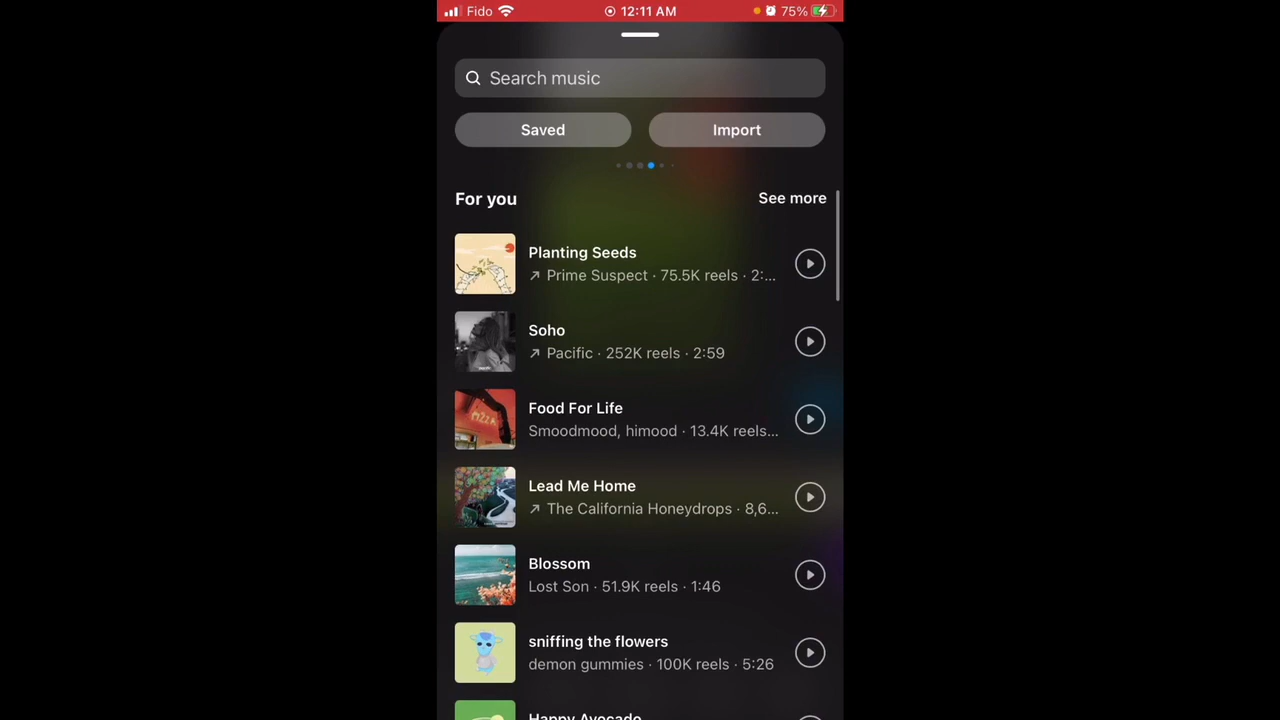 Fido 12:11 AM 75%
Search music
Saved Import
For you See more
Planting Seeds
Prime Suspect · 75.5K reels · 2:...
Soho
Pacific · 252K reels · 2:59
Food For Life
Smoodmood, himood · 13.4K reels...
Lead Me Home
The California Honeydrops · 8,6...
Blossom
Lost Son · 51.9K reels · 1:46
sniffing the flowers
demon gummies · 100K reels · 5:26
Happy Avocado